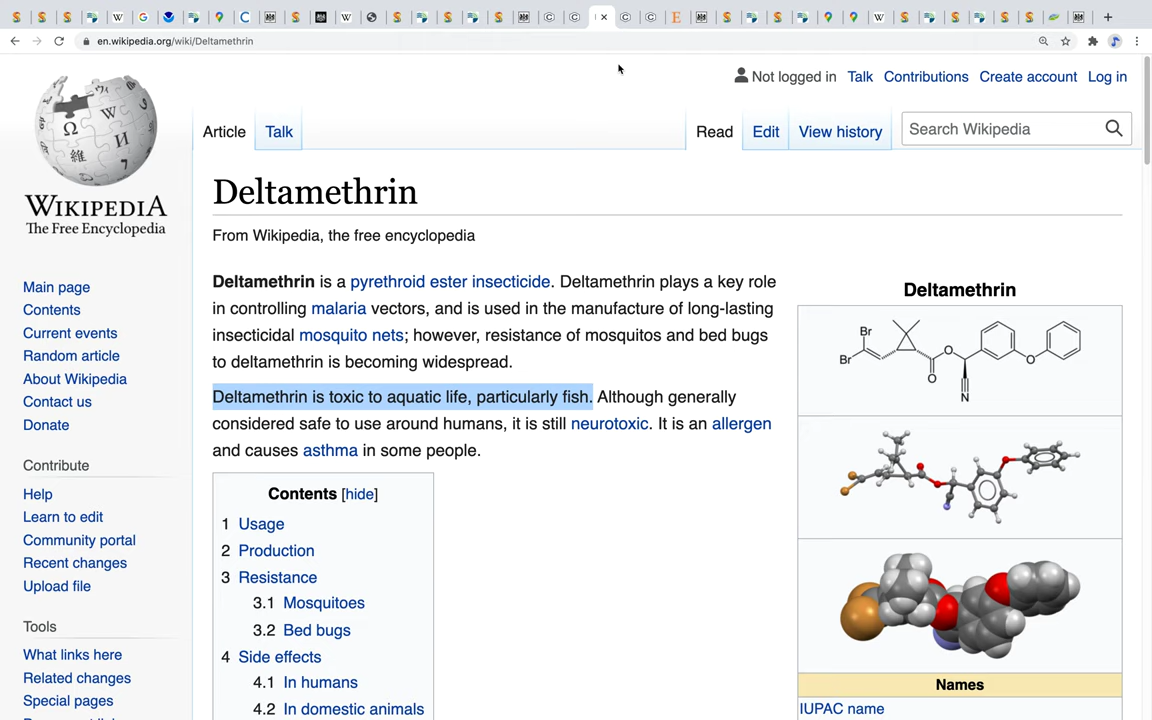 en.wikipedia.org/wiki/Deltamethrin
Not logged in Talk Contributions Create account Log in
Article Talk Read Edit View history Search Wikipedia
WIKIPEDIA
The Free Encyclopedia
Deltamethrin
From Wikipedia, the free encyclopedia
Main page
Contents
Current events
Random article
About Wikipedia
Contact us
Donate
Contribute
Help
Learn to edit
Community portal
Recent changes
Upload file
Tools
What links here
Related changes
Special pages
Deltamethrin is a pyrethroid ester insecticide. Deltamethrin plays a key role
in controlling malaria vectors, and is used in the manufacture of long-lasting
insecticidal mosquito nets; however, resistance of mosquitos and bed bugs
to deltamethrin is becoming widespread.
Deltamethrin is toxic to aquatic life, particularly fish. Although generally
considered safe to use around humans, it is still neurotoxic. It is an allergen
and causes asthma in some people.
Contents [hide]
1 Usage
2 Production
3 Resistance
3.1 Mosquitoes
3.2 Bed bugs
4 Side effects
4.1 In humans
4.2 In domestic animals
Deltamethrin
Br
Br
O
O
O
N
Names
IUPAC name